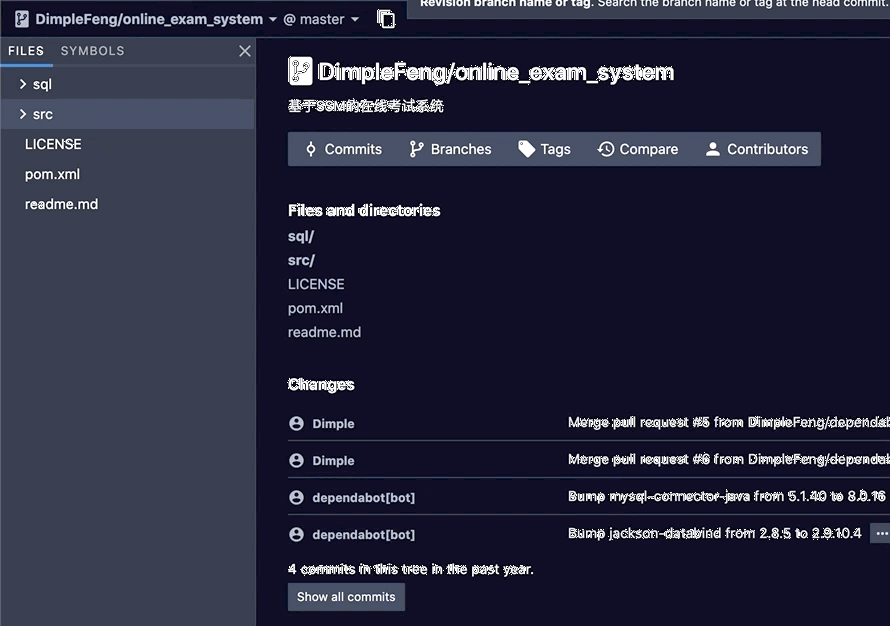 DimpleFeng/online_exam_system @ master
Revision branch name or tag. Search the branch name or tag at the head commit.
FILES SYMBOLS
sql
src
LICENSE
pom.xml
readme.md
DimpleFeng/online_exam_system
基于SSM的在线考试系统
Commits Branches Tags Compare Contributors
Files and directories
sql/
src/
LICENSE
pom.xml
readme.md
Changes
Dimple Merge pull request #5 from DimpleFeng/dependab
Dimple Merge pull request #6 from DimpleFeng/dependab
dependabot[bot] Bump mysql-connector-java from 5.1.40 to 8.0.16
dependabot[bot] Bump jackson-databind from 2.8.5 to 2.9.10.4 ...
4 commits in this tree in the past year.
Show all commits